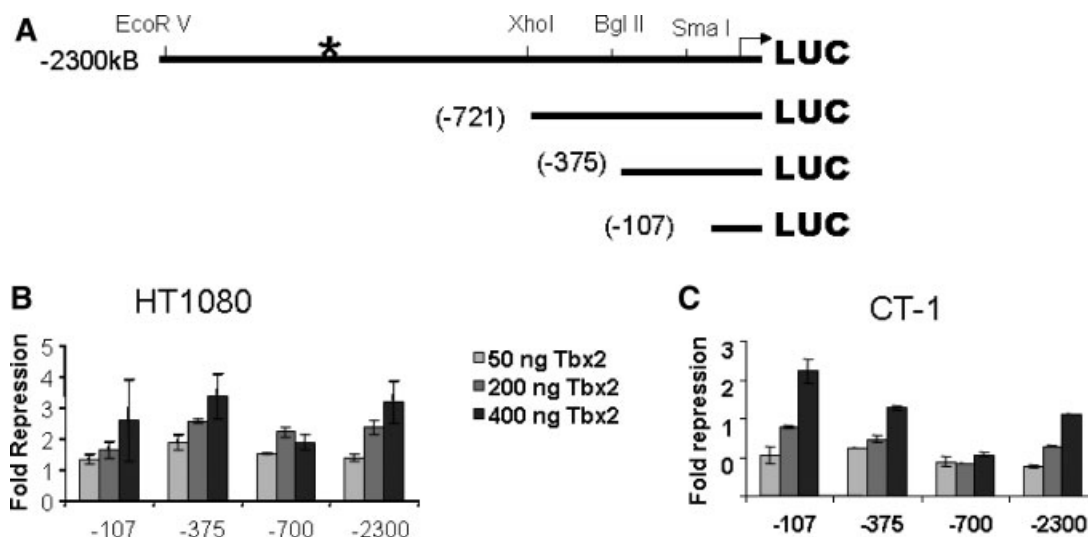 A
EcoR V
XhoI
Bgl II
Sma I
*
-2300kB
LUC
(-721)
LUC
(-375)
LUC
(-107)
LUC
B
HT1080
Fold Repression
5
4
3
2
1
0
-107
-375
-700
-2300
50 ng Tbx2
200 ng Tbx2
400 ng Tbx2
C
CT-1
Fold repression
3
2
1
0
-107
-375
-700
-2300